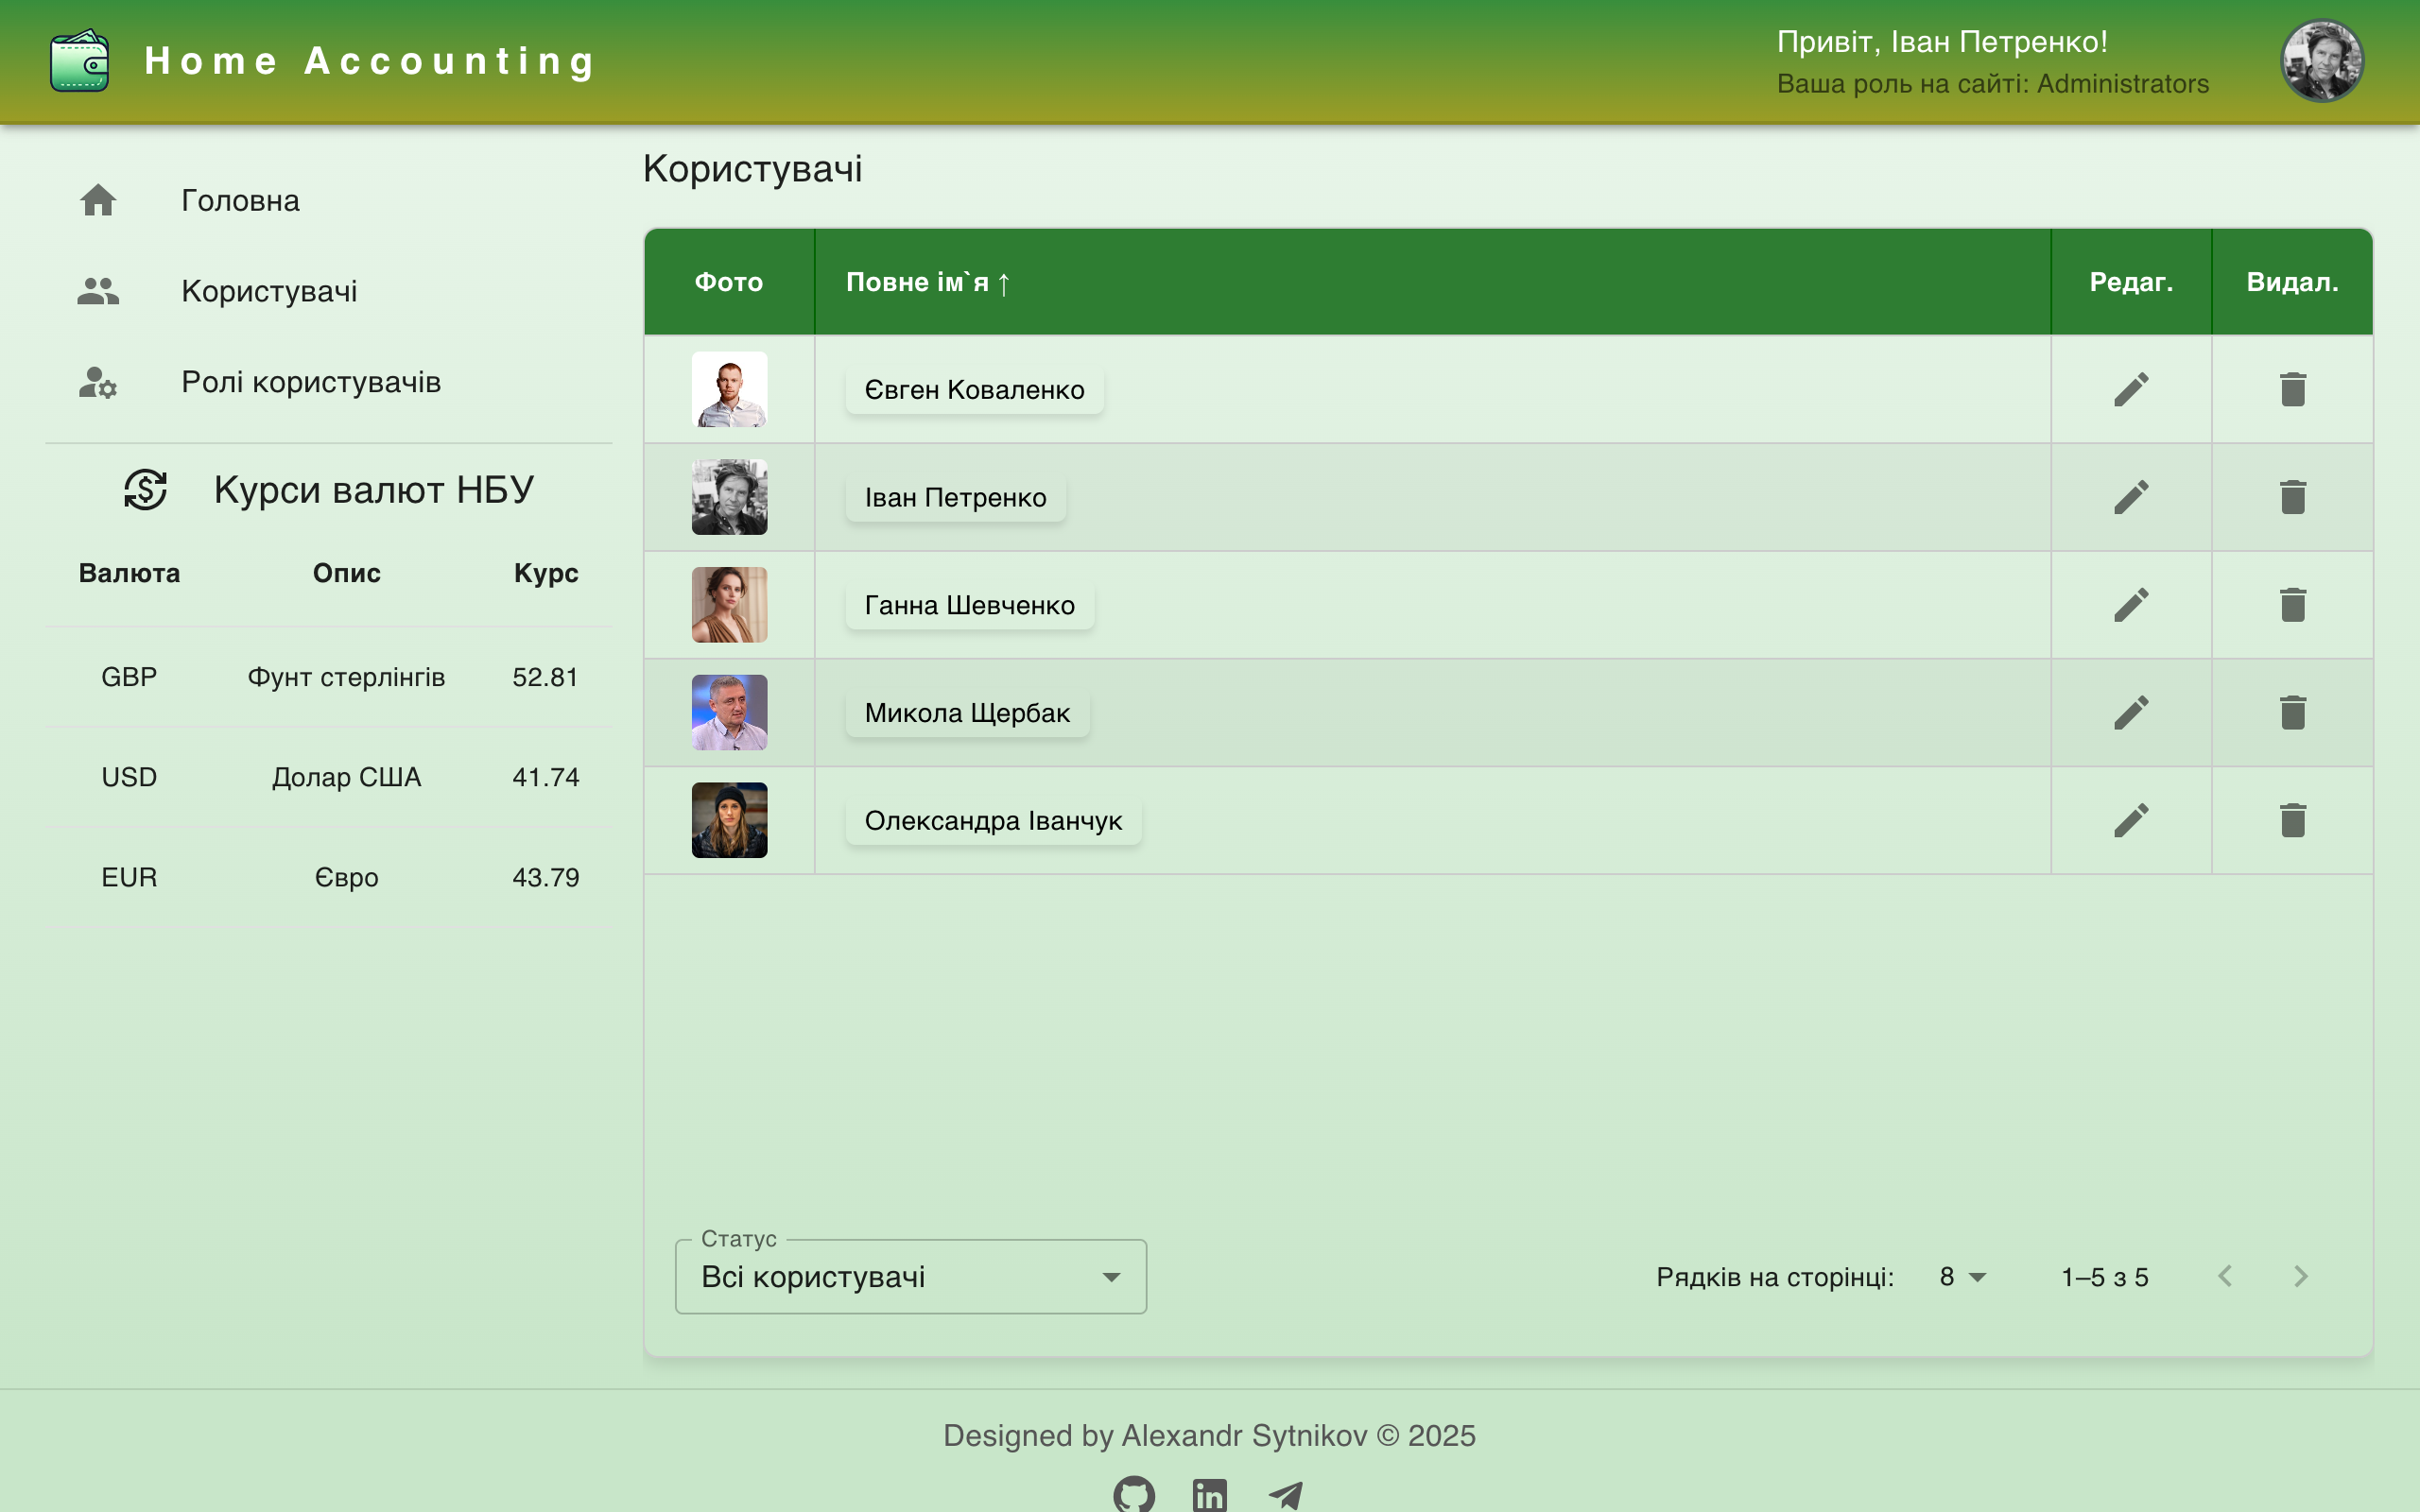 Home Accounting
Привіт, Іван Петренко!
Ваша роль на сайті: Administrators
Головна
Користувачі
Ролі користувачів
Курси валют НБУ
Валюта Опис Курс
GBP Фунт стерлінгів 52.81
USD Долар США 41.74
EUR Євро 43.79
Користувачі
Фото Повне ім`я ↑ Редаг. Видал.
Євген Коваленко
Іван Петренко
Ганна Шевченко
Микола Щербак
Олександра Іванчук
Статус
Всі користувачі
Рядків на сторінці: 8 1–5 з 5
Designed by Alexandr Sytnikov © 2025